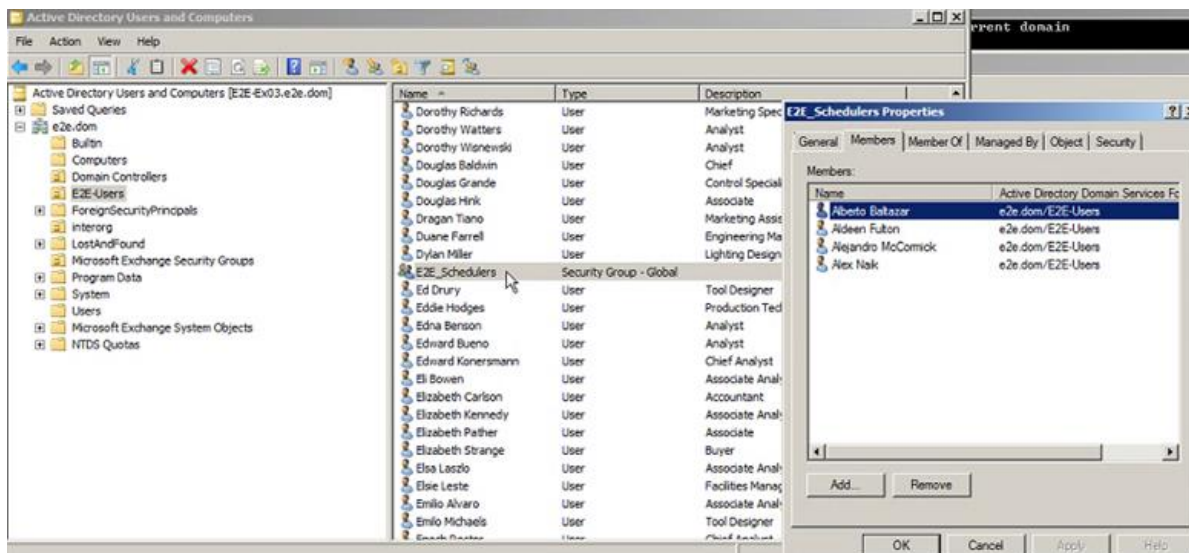 Active Directory Users and Computers
rrent domain
File Action View Help
Active Directory Users and Computers [E2E-Ex03.e2e.dom]
Saved Queries
e2e.dom
Builtin
Computers
Domain Controllers
E2E-Users
ForeignSecurityPrincipals
interorg
LostAndFound
Microsoft Exchange Security Groups
Program Data
System
Users
Microsoft Exchange System Objects
NTDS Quotas
Name Type Description
Dorothy Richards User Marketing Spec
Dorothy Watters User Analyst
Dorothy Wisnewski User Analyst
Douglas Baldwin User Chief
Douglas Grande User Control Speciali
Douglas Hink User Associate
Dragan Tiano User Marketing Assis
Duane Farrell User Engineering Ma
Dylan Miller User Lighting Design
E2E_Schedulers Security Group - Global
Ed Drury User Tool Designer
Eddie Hodges User Production Tec
Edna Benson User Analyst
Edward Bueno User Analyst
Edward Konersmann User Chief Analyst
Eli Bowen User Associate Anal
Elizabeth Carlson User Accountant
Elizabeth Kennedy User Associate Anal
Elizabeth Pather User Associate
Elizabeth Strange User Buyer
Elsa Laszlo User Associate Anal
Elsie Leste User Facilities Manag
Emilio Alvaro User Associate Anal
Emilo Michaels User Tool Designer
E2E_Schedulers Properties
General Members Member Of Managed By Object Security
Members:
Name Active Directory Domain Services Fo
Alberto Baltazar e2e.dom/E2E-Users
Aldeen Fulton e2e.dom/E2E-Users
Alejandro McCormick e2e.dom/E2E-Users
Alex Naik e2e.dom/E2E-Users
Add... Remove
OK Cancel Apply Help